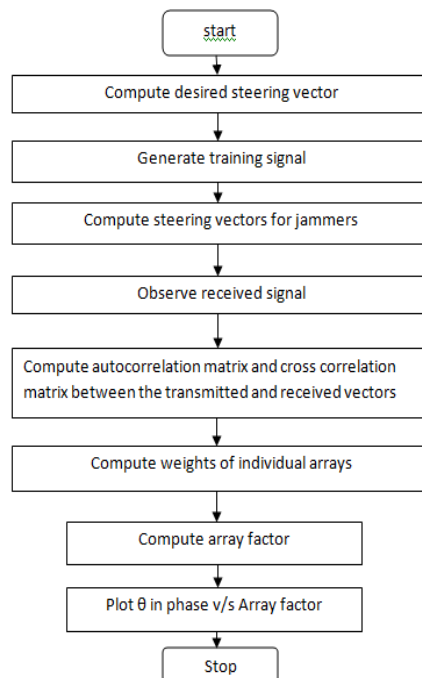 start
Compute desired steering vector
Generate training signal
Compute steering vectors for jammers
Observe received signal
Compute autocorrelation matrix and cross correlation
matrix between the transmitted and received vectors
Compute weights of individual arrays
Compute array factor
Plot θ in phase v/s Array factor
Stop